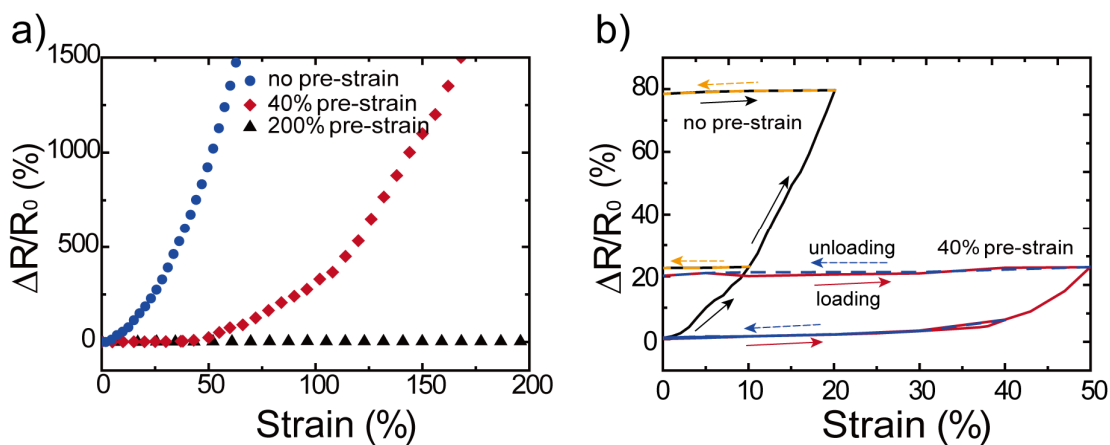 a)
1500
1000
500
0
ΔR/R₀ (%)
no pre-strain
40% pre-strain
200% pre-strain
0 50 100 150 200
Strain (%)
b)
80
60
40
20
0
ΔR/R₀ (%)
no pre-strain
unloading
40% pre-strain
loading
0 10 20 30 40 50
Strain (%)